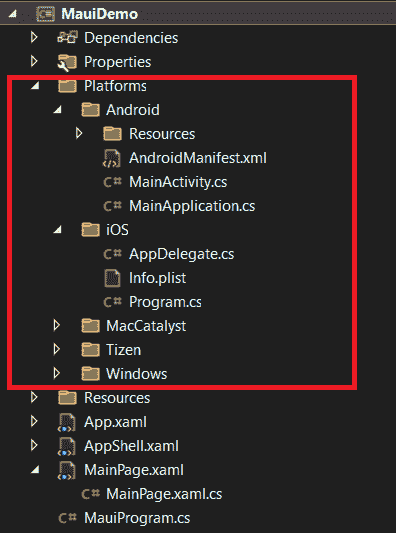 MauiDemo
Dependencies
Properties
Platforms
Android
Resources
AndroidManifest.xml
C# MainActivity.cs
C# MainApplication.cs
iOS
C# AppDelegate.cs
Info.plist
C# Program.cs
MacCatalyst
Tizen
Windows
Resources
App.xaml
AppShell.xaml
MainPage.xaml
C# MainPage.xaml.cs
C# MauiProgram.cs